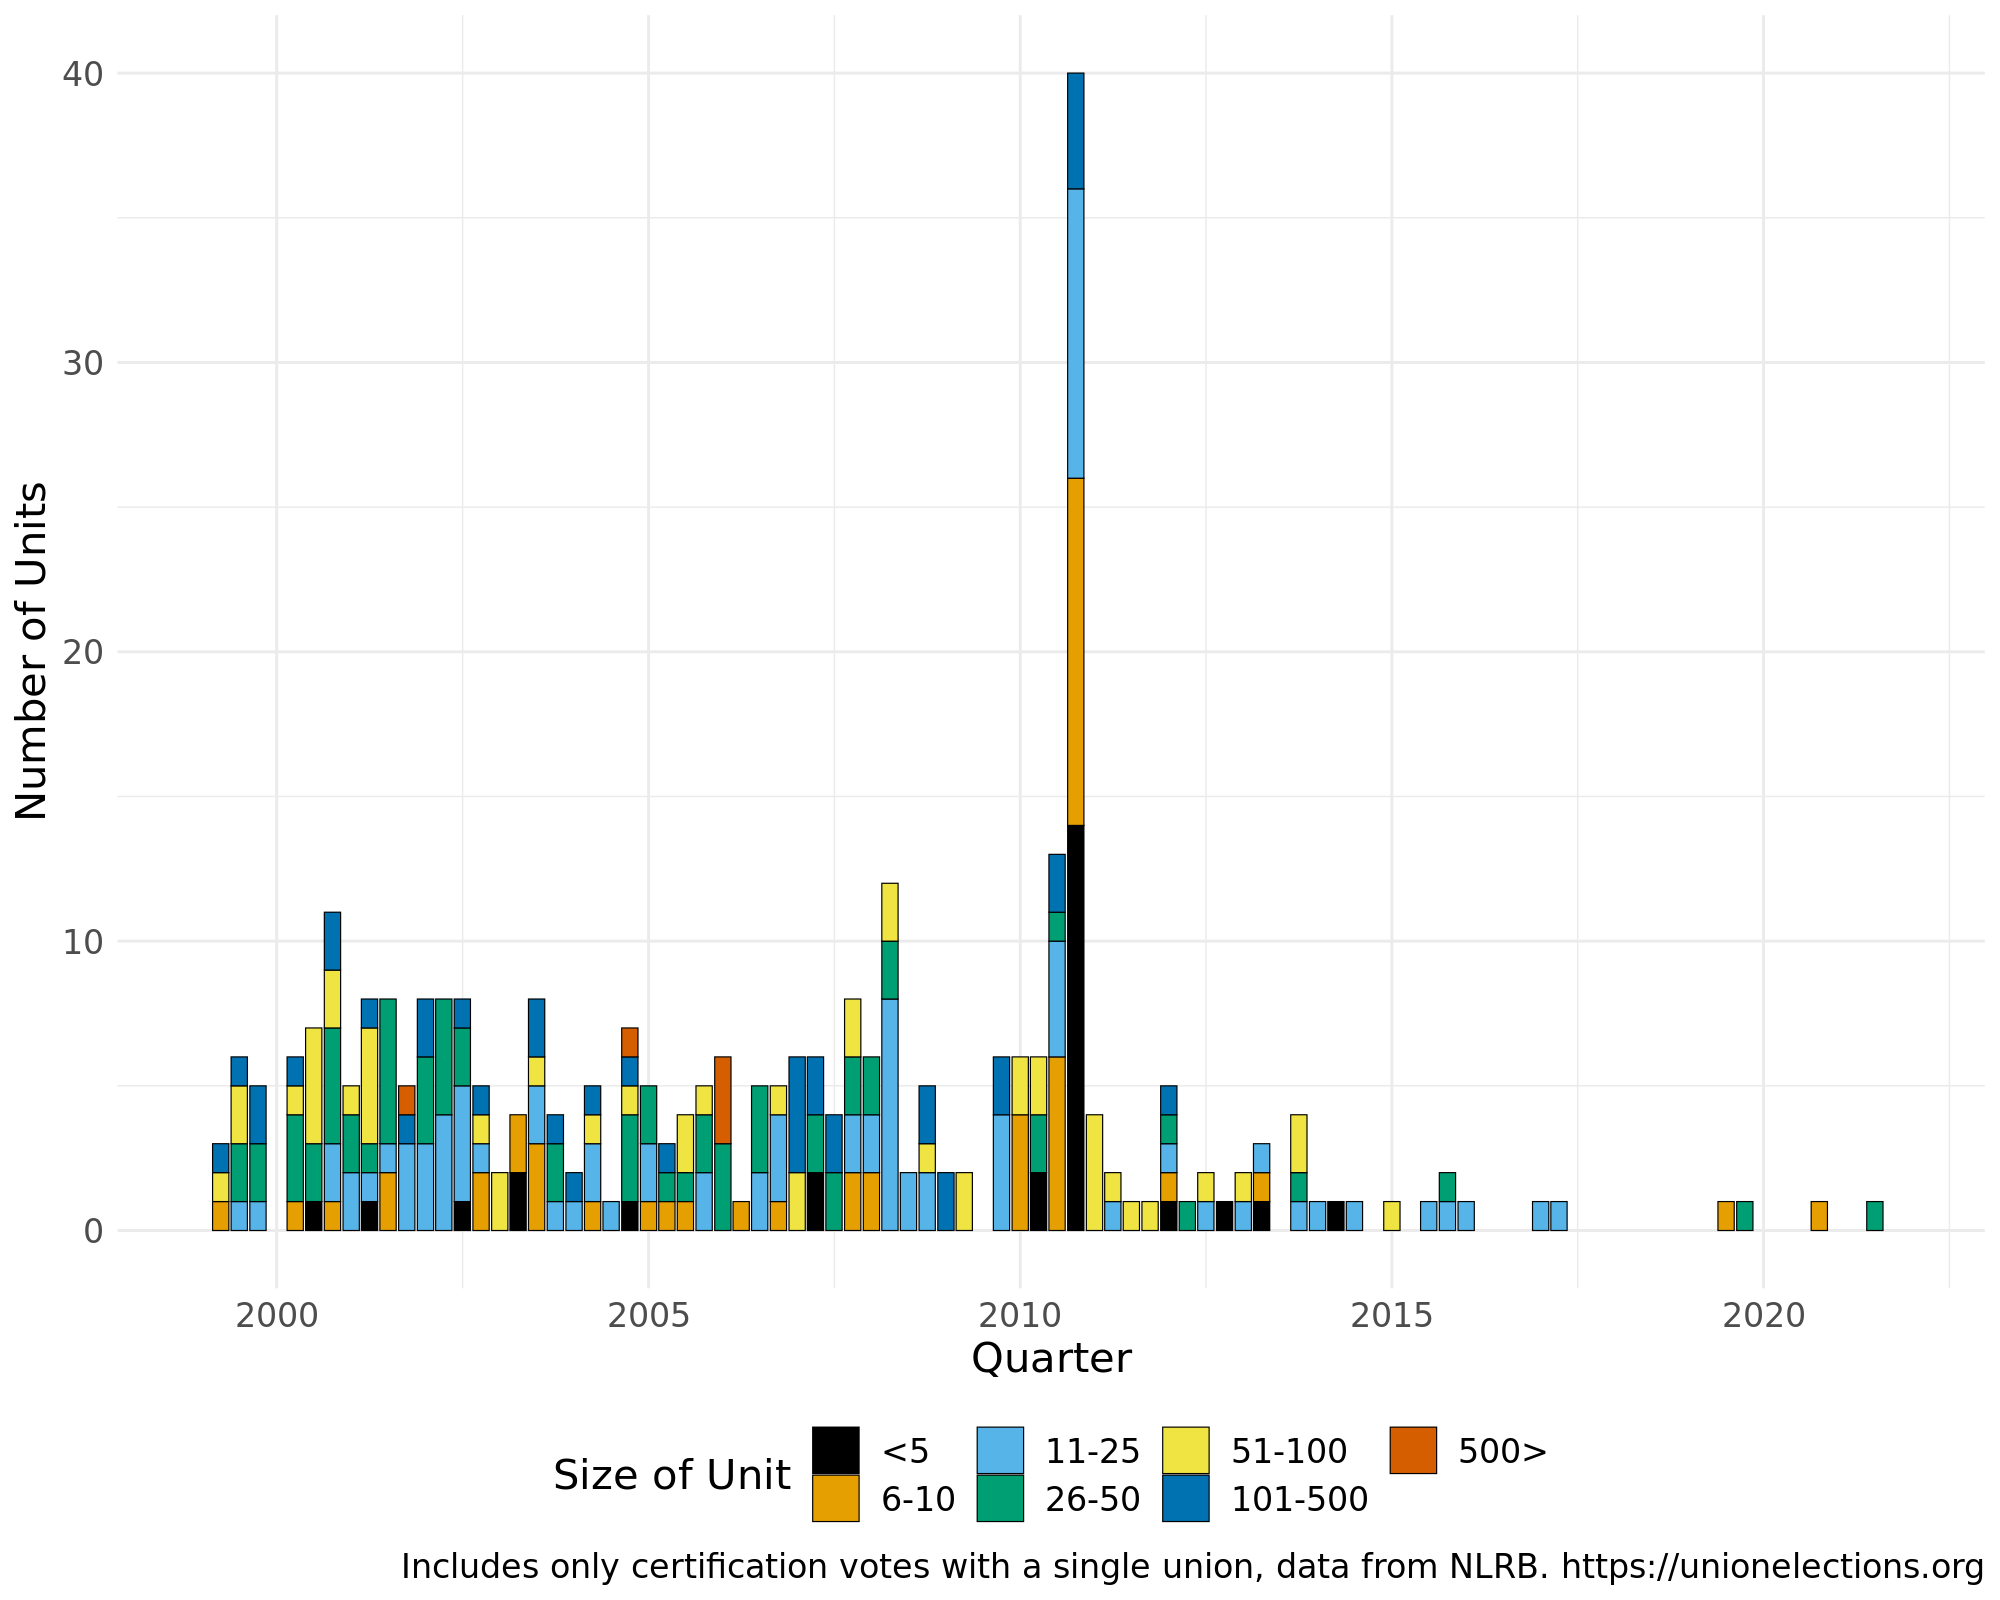 40
30
20
10
0
Number of Units
2000 2005 2010 2015 2020
Quarter
Size of Unit
<5 11-25 51-100 500>
6-10 26-50 101-500
Includes only certification votes with a single union, data from NLRB. https://unionelections.org